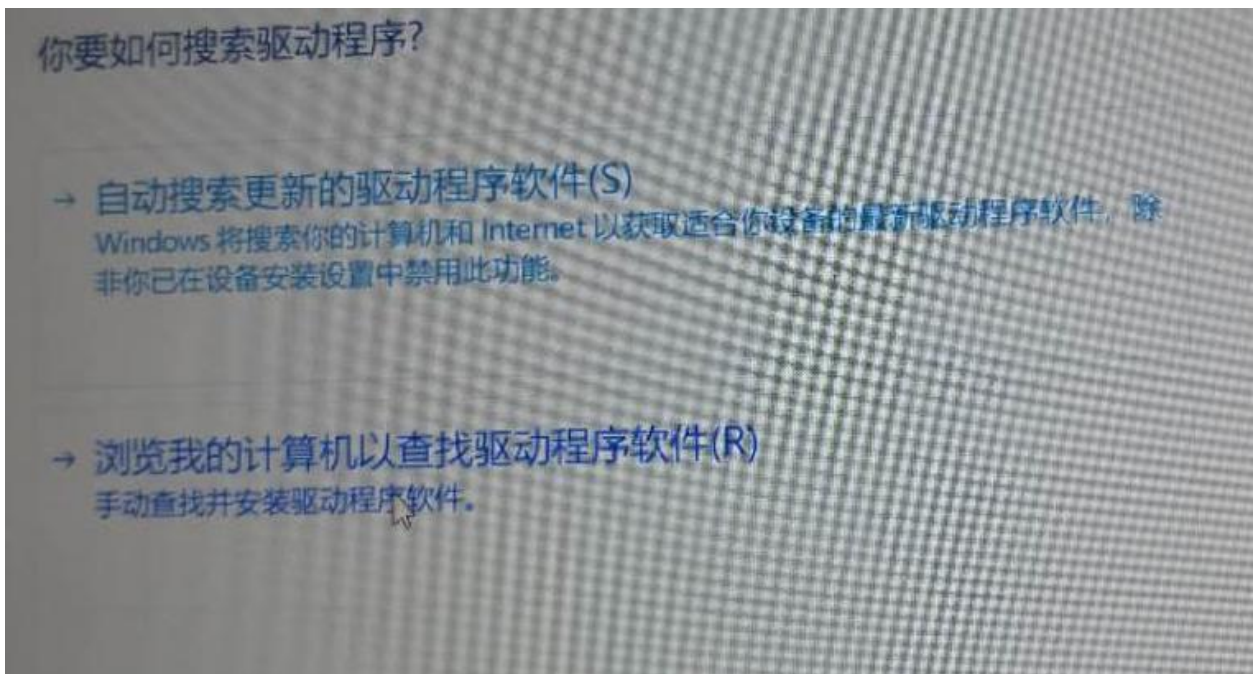 你要如何搜索驱动程序?
→ 自动搜索更新的驱动程序软件(S)
Windows 将搜索你的计算机和 Internet 以获取适合你设备的最新驱动程序软件，除
非你已在设备安装设置中禁用此功能。
→ 浏览我的计算机以查找驱动程序软件(R)
手动查找并安装驱动程序软件。